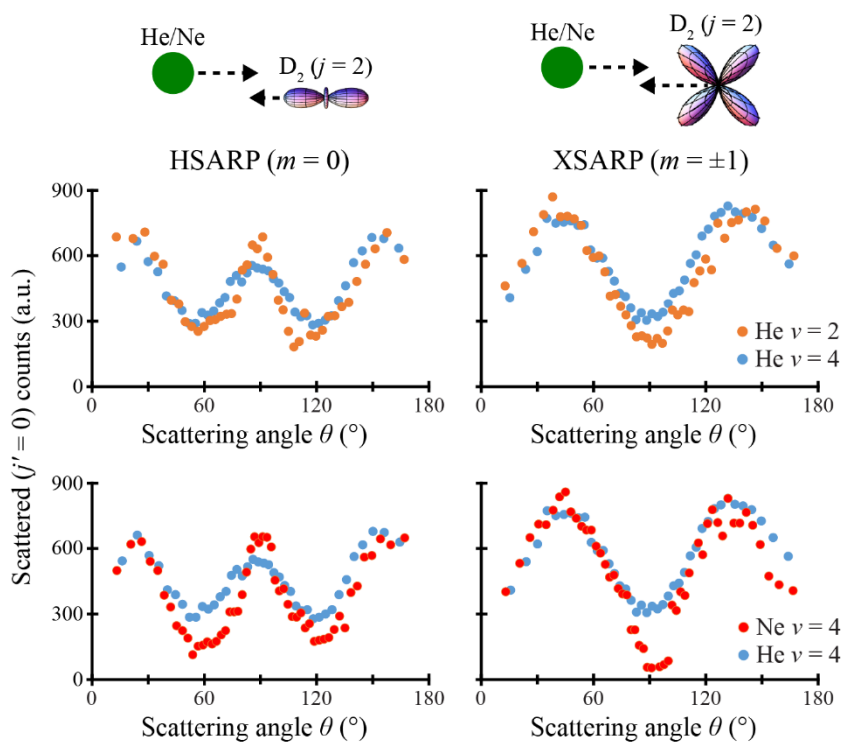 He/Ne
D₂ (j = 2)
He/Ne
D₂ (j = 2)
HSARP (m = 0)
XSARP (m = ±1)
Scattered (j′ = 0) counts (a.u.)
900
600
300
0
0
60
120
180
Scattering angle θ (°)
He v = 2
He v = 4
0
60
120
180
Scattering angle θ (°)
900
600
300
0
0
60
120
180
Scattering angle θ (°)
Ne v = 4
He v = 4
0
60
120
180
Scattering angle θ (°)